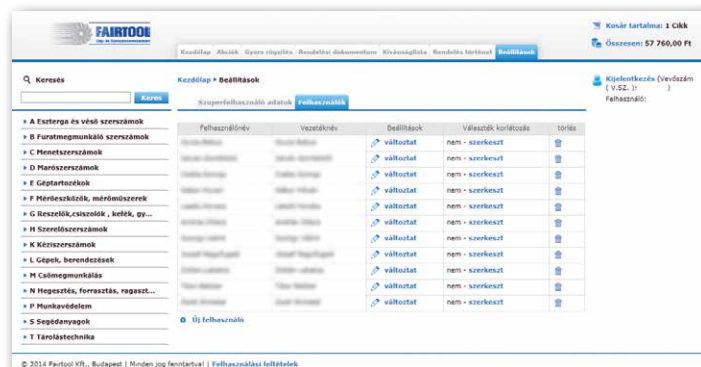 FAIRTOOL
Kezdőlap Akciók Gyors rögzítés Rendelési dokumentum Kívánságlista Rendelés történet Beállítások
Kosár tartalma: 1 Cikk
Összesen: 57 760,00 Ft
Keresés
Keres
A Eszterga és véső szerszámok
B Furatmegmunkáló szerszámok
C Menetszerszámok
D Marószerszámok
E Géptartozékok
F Mérőeszközök, mérőműszerek
G Reszelők,csiszolók , kefék, gy...
H Szerelőszerszámok
K Kéziszerszámok
L Gépek, berendezések
M Csőmegmunkálás
N Hegesztés, forrasztás, ragaszt...
P Munkavédelem
S Segédanyagok
T Tárolástechnika
Kezdőlap Beállítások
Szuperfelhasználó adatok Felhasználók
Felhasználónév Vezetéknév Beállítások Választék korlátozás törlés
változtat nem - szerkeszt
változtat nem - szerkeszt
változtat nem - szerkeszt
változtat nem - szerkeszt
változtat nem - szerkeszt
változtat nem - szerkeszt
változtat nem - szerkeszt
változtat nem - szerkeszt
változtat nem - szerkeszt
változtat nem - szerkeszt
változtat nem - szerkeszt
Új felhasználó
Kijelentkezés (Vevőszám
( V.SZ. ): )
Felhasználó:
© 2014 Fairtool Kft., Budapest | Minden jog fenntartva! | Felhasználási feltételek